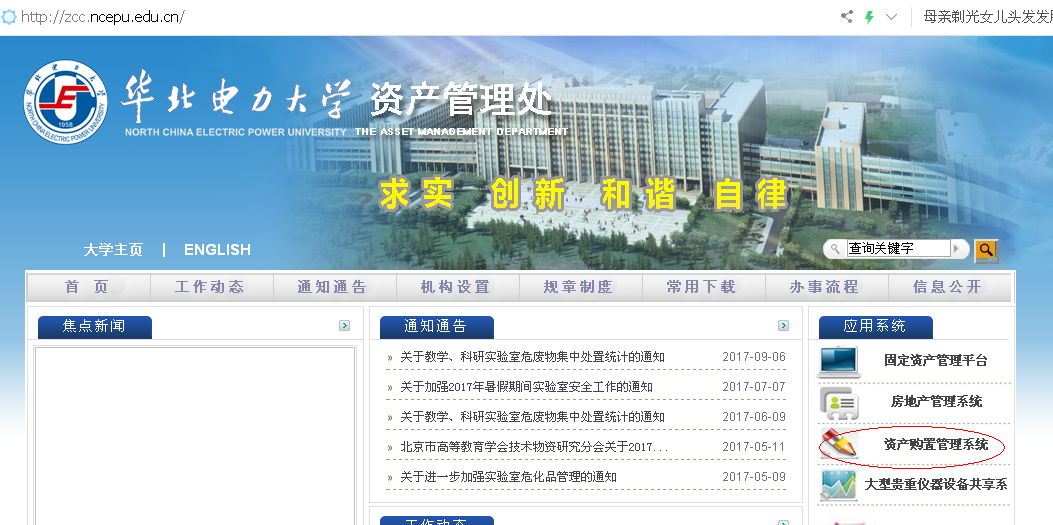 http://zcc.ncepu.edu.cn/
母亲剃光女儿头发发
华北电力大学
NORTH CHINA ELECTRIC POWER UNIVERSITY
1958
华北电力大学 资产管理处
NORTH CHINA ELECTRIC POWER UNIVERSITY THE ASSET MANAGEMENT DEPARTMENT
求实 创新 和谐 自律
大学主页 | ENGLISH
查询关键字
首 页 工作动态 通知通告 机构设置 规章制度 常用下载 办事流程 信息公开
焦点新闻
通知通告
» 关于教学、科研实验室危废物集中处置统计的通知 2017-09-06
» 关于加强2017年暑假期间实验室安全工作的通知 2017-07-07
» 关于教学、科研实验室危废物集中处置统计的通知 2017-06-09
» 北京市高等教育学会技术物资研究分会关于2017... 2017-05-11
» 关于进一步加强实验室危化品管理的通知 2017-05-09
工作动态
应用系统
固定资产管理平台
房地产管理系统
资产购置管理系统
大型贵重仪器设备共享系